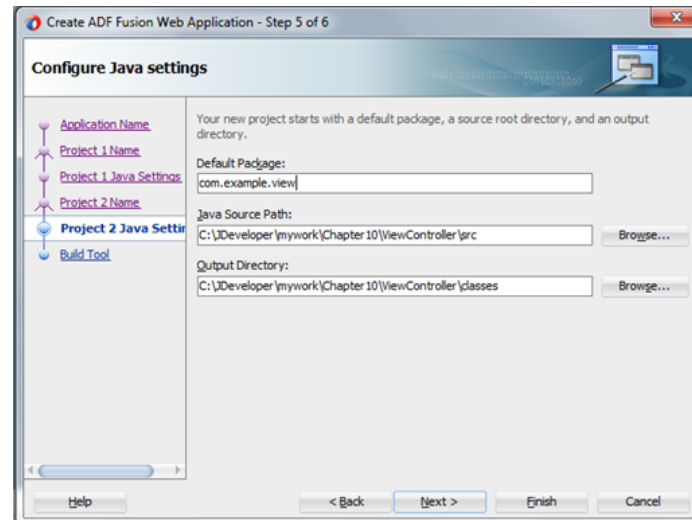 Create ADF Fusion Web Application - Step 5 of 6
Configure Java settings
Application Name
Project 1 Name
Project 1 Java Settings
Project 2 Name
Project 2 Java Settir
Build Tool
Your new project starts with a default package, a source root directory, and an output
directory.
Default Package:
com.example.view
Java Source Path:
C:\JDeveloper\mywork\Chapter10\ViewController\src
Browse...
Output Directory:
C:\JDeveloper\mywork\Chapter10\ViewController\classes
Browse...
Help
< Back
Next >
Finish
Cancel